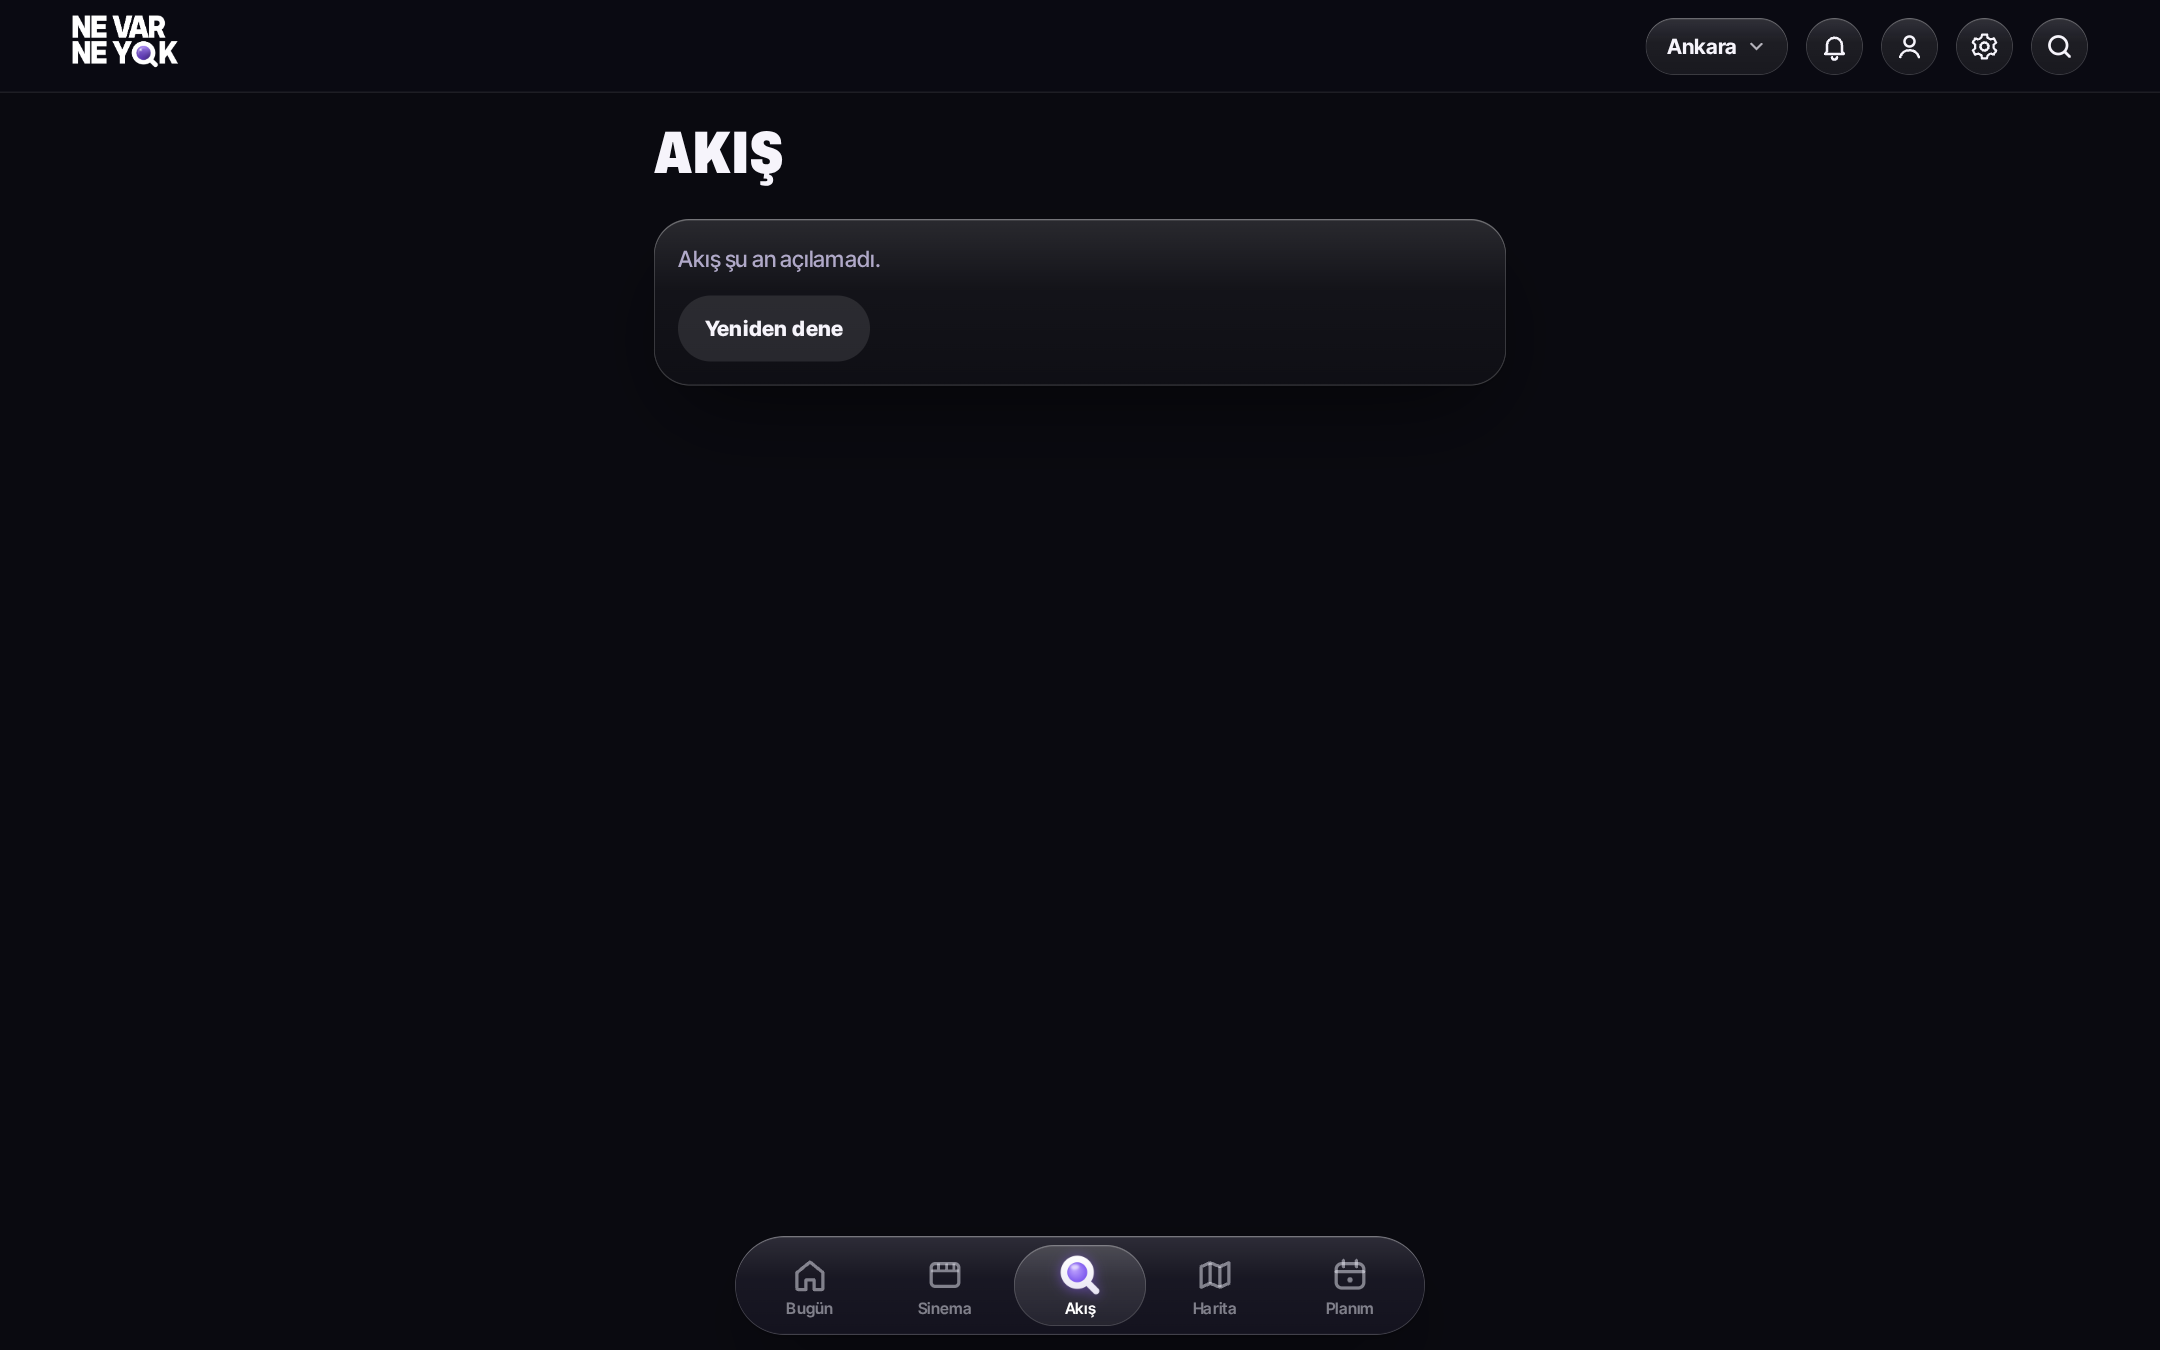 NE VAR
NE YOK
Ankara
AKIŞ
Akış şu an açılamadı.
Yeniden dene
Bugün
Sinema
Akış
Harita
Planım